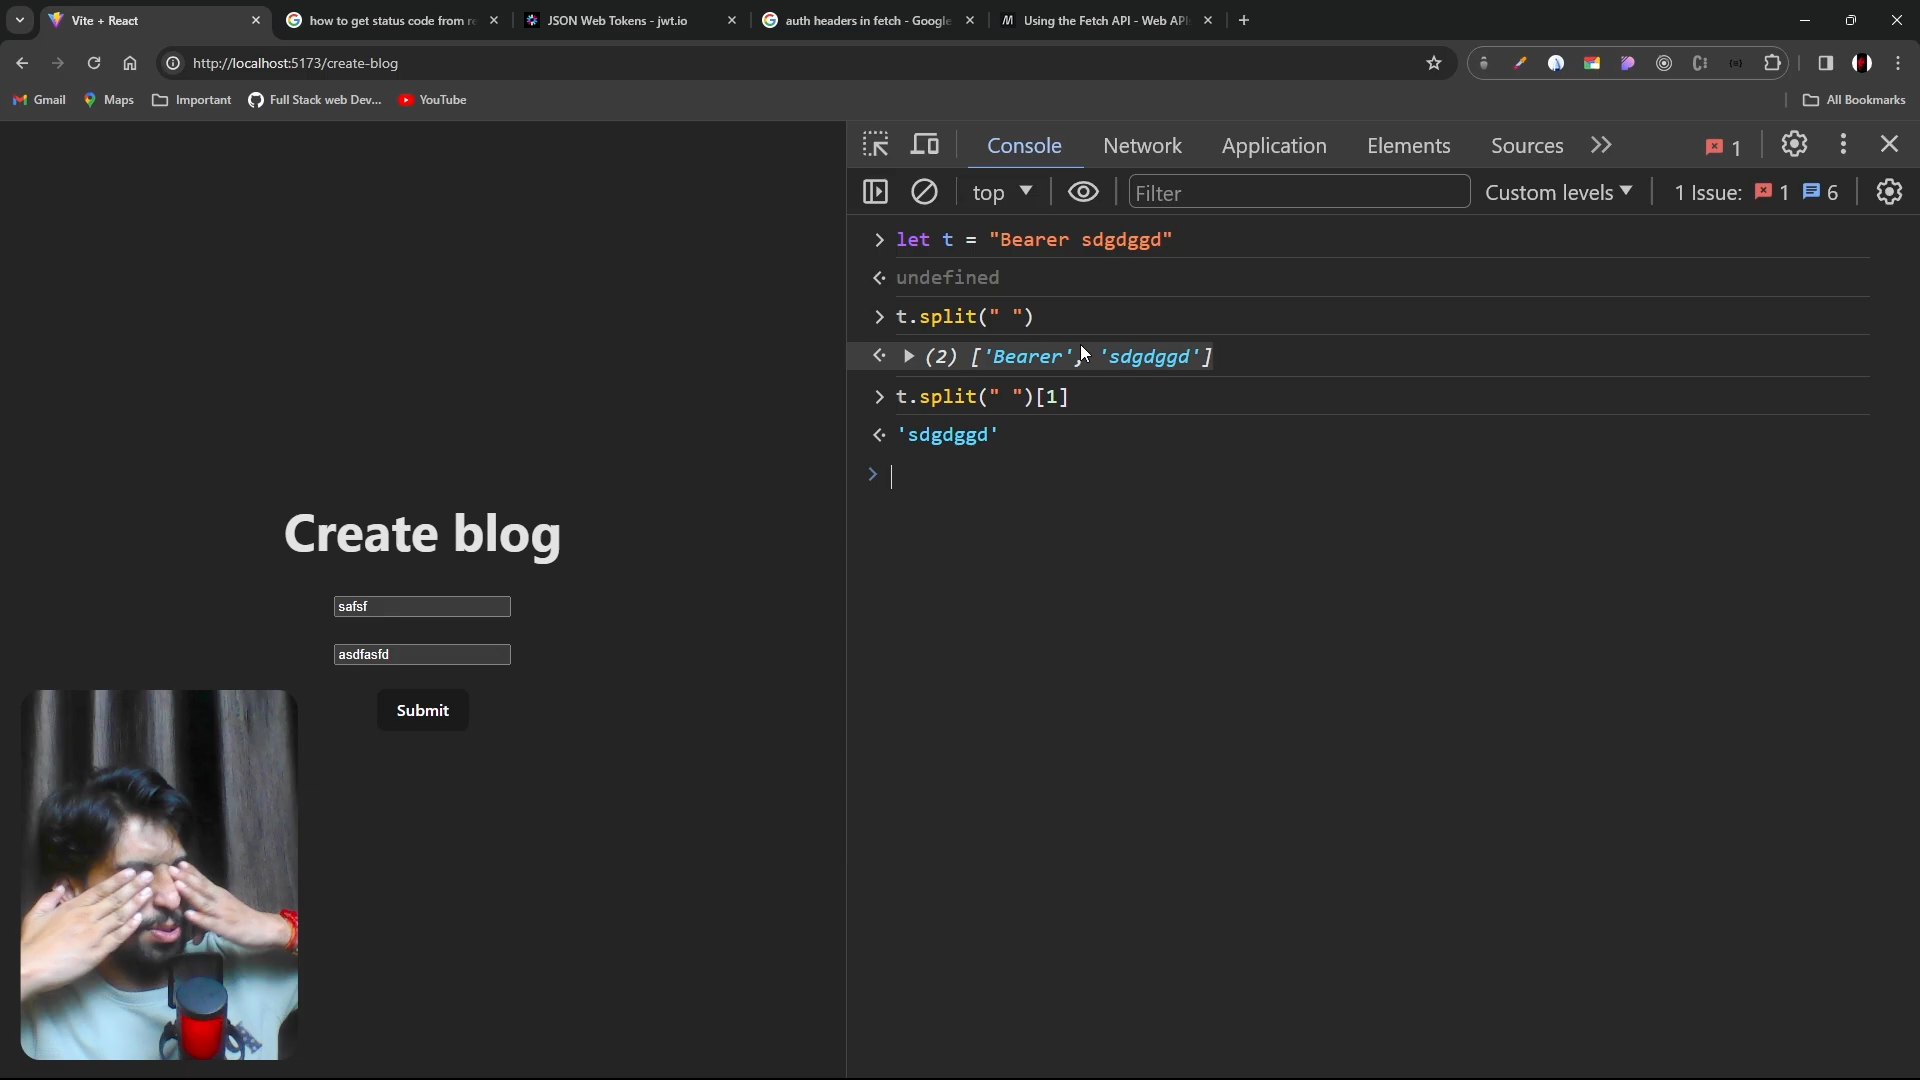 Vite + React
how to get status code from re
JSON Web Tokens - jwt.io
auth headers in fetch - Google
Using the Fetch API - Web API
http://localhost:5173/create-blog
Gmail
Maps
Important
Full Stack web Dev...
YouTube
All Bookmarks
Console
Network
Application
Elements
Sources
1
top
Filter
Custom levels
1 Issue:
1
6
> let t = "Bearer sdgdggd"
undefined
> t.split(" ")
(2) ['Bearer', 'sdgdggd']
> t.split(" ")[1]
'sdgdggd'
>
Create blog
safsf
asdfasfd
Submit